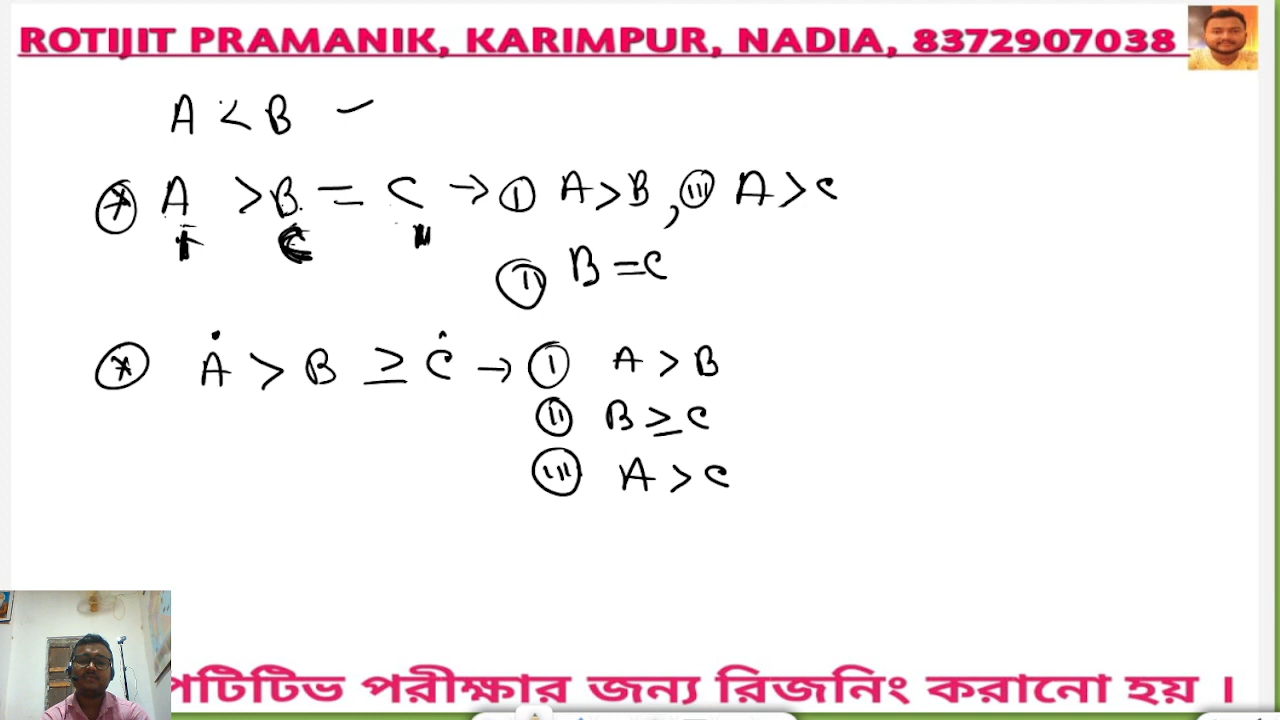 ROTIJIT PRAMANIK, KARIMPUR, NADIA, 8372907038
A < B —
* A > B = C → (I) A > B, (III) A > C
(II) B = C
* A > B ≥ C → (I) A > B
(II) B ≥ C
(III) A > C
পটিটিভ পরীক্ষার জন্য রিজনিং করানো হয় ।